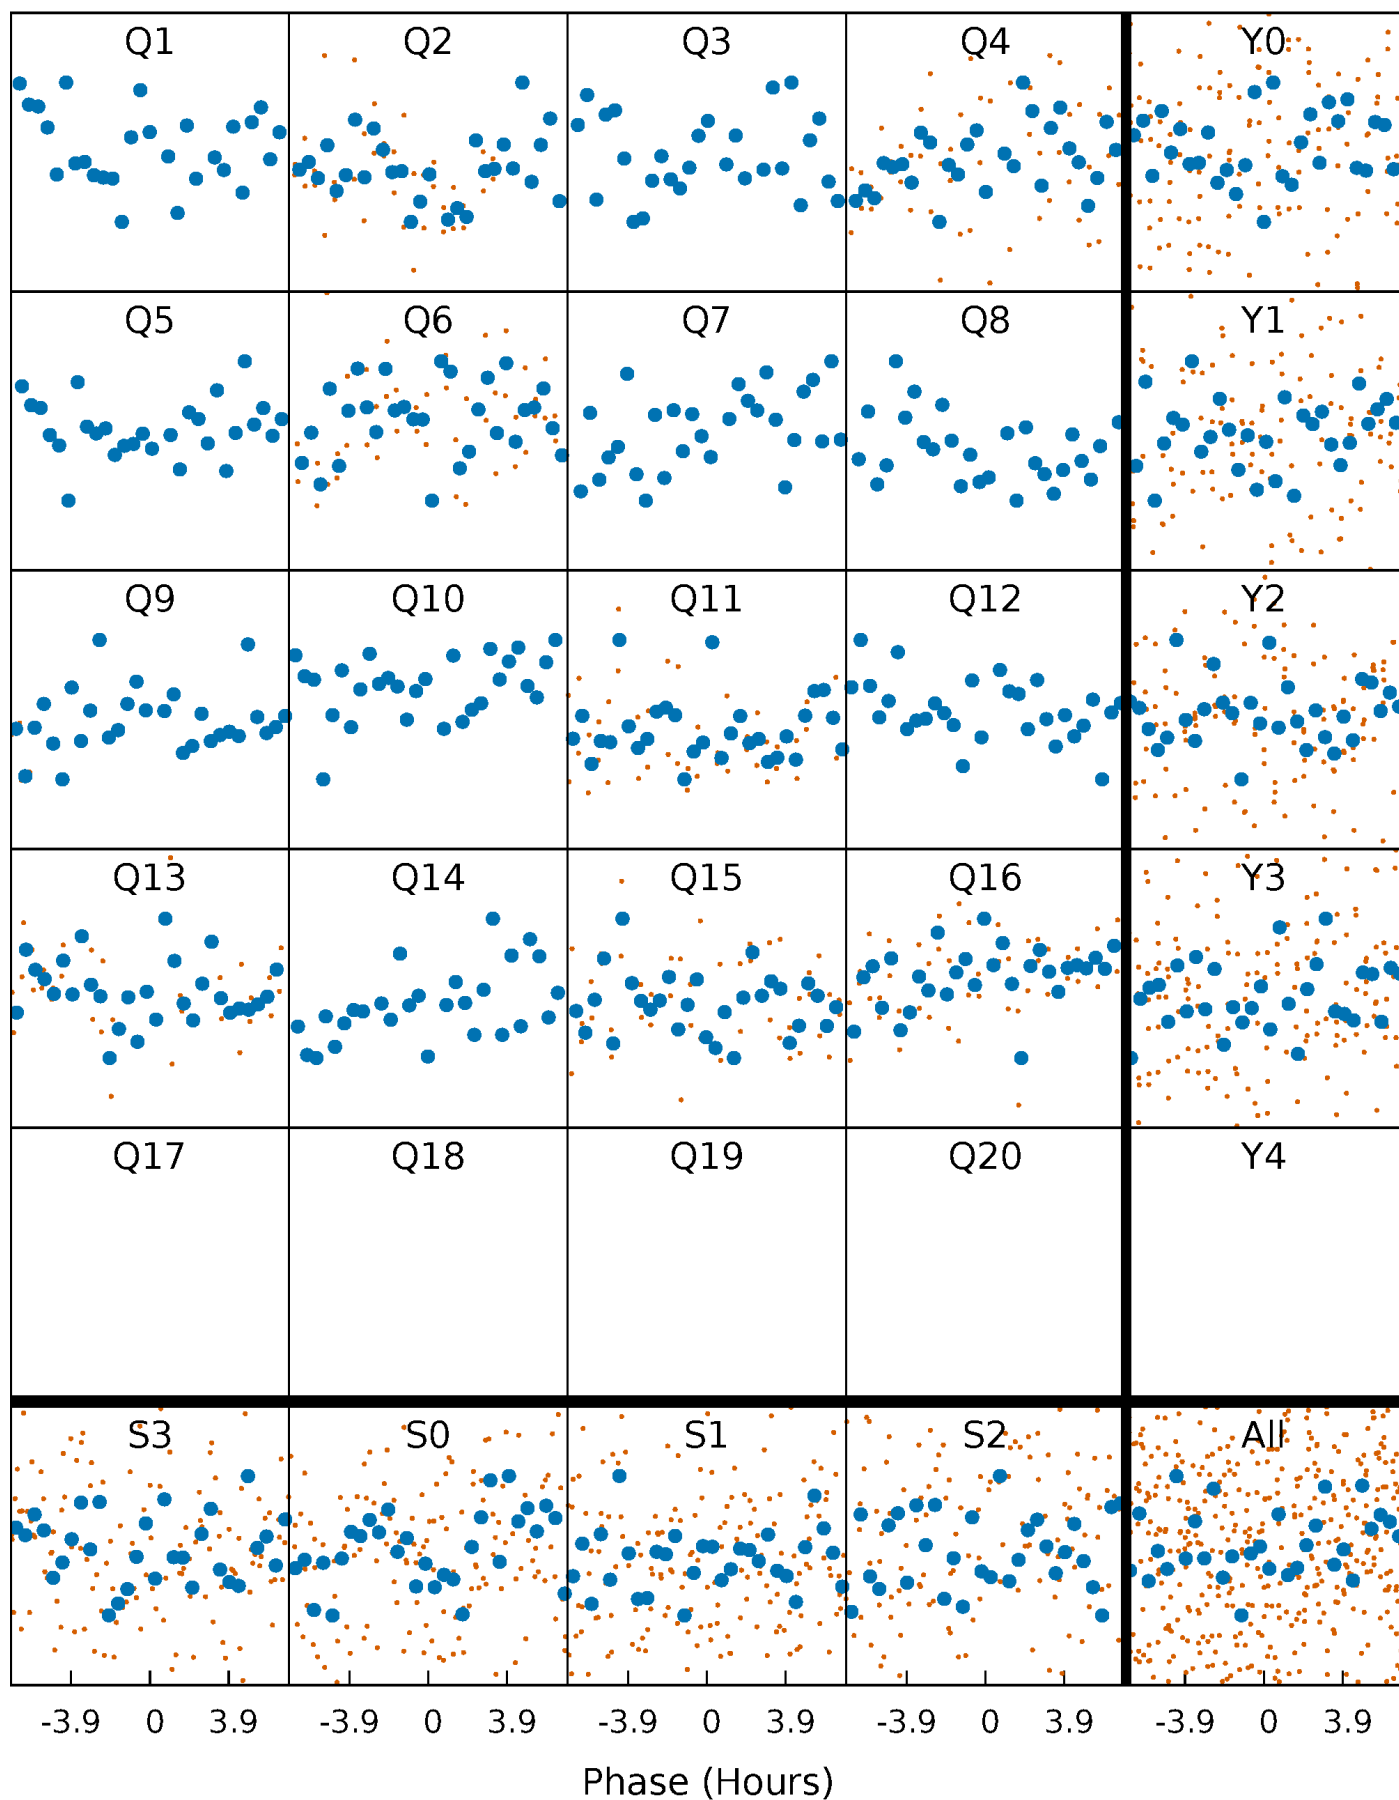 Q1 Q2 Q3 Q4 Y0
Q5 Q6 Q7 Q8 Y1
Q9 Q10 Q11 Q12 Y2
Q13 Q14 Q15 Q16 Y3
Q17 Q18 Q19 Q20 Y4
S3 S0 S1 S2 All
-3.9 0 3.9 -3.9 0 3.9 -3.9 0 3.9 -3.9 0 3.9 -3.9 0 3.9
Phase (Hours)